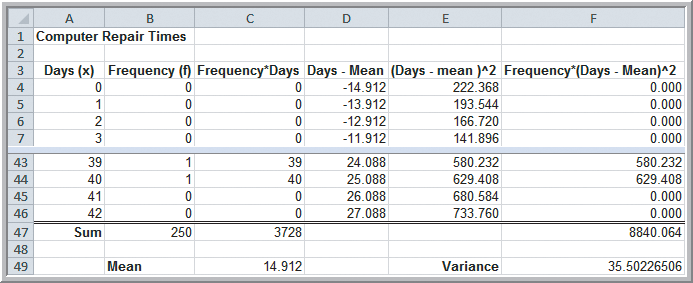 A B C D E F
1 Computer Repair Times
2
3 Days (x) Frequency (f) Frequency*Days Days - Mean (Days - mean )^2 Frequency*(Days - Mean)^2
4 0 0 0 -14.912 222.368 0.000
5 1 0 0 -13.912 193.544 0.000
6 2 0 0 -12.912 166.720 0.000
7 3 0 0 -11.912 141.896 0.000
43 39 1 39 24.088 580.232 580.232
44 40 1 40 25.088 629.408 629.408
45 41 0 0 26.088 680.584 0.000
46 42 0 0 27.088 733.760 0.000
47 Sum 250 3728 8840.064
48
49 Mean 14.912 Variance 35.50226506